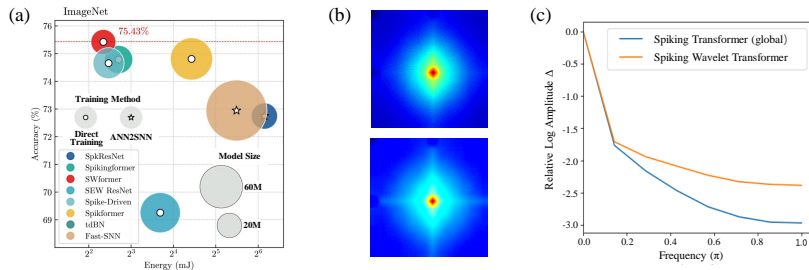 (a)
ImageNet
75.43%
76
75
74
73
72
71
70
69
Accuracy (%)
Training Method
Direct
Training
ANN2SNN
SpkResNet
Spikingformer
SWformer
SEW ResNet
Spike-Driven
Spikformer
tdBN
Fast-SNN
Model Size
60M
20M
2^2
2^3
2^4
2^5
2^6
Energy (mJ)
(b)
(c)
Spiking Transformer (global)
Spiking Wavelet Transformer
Relative Log Amplitude Δ
0.0
-0.5
-1.0
-1.5
-2.0
-2.5
-3.0
0.0
0.2
0.4
0.6
0.8
1.0
Frequency (π)